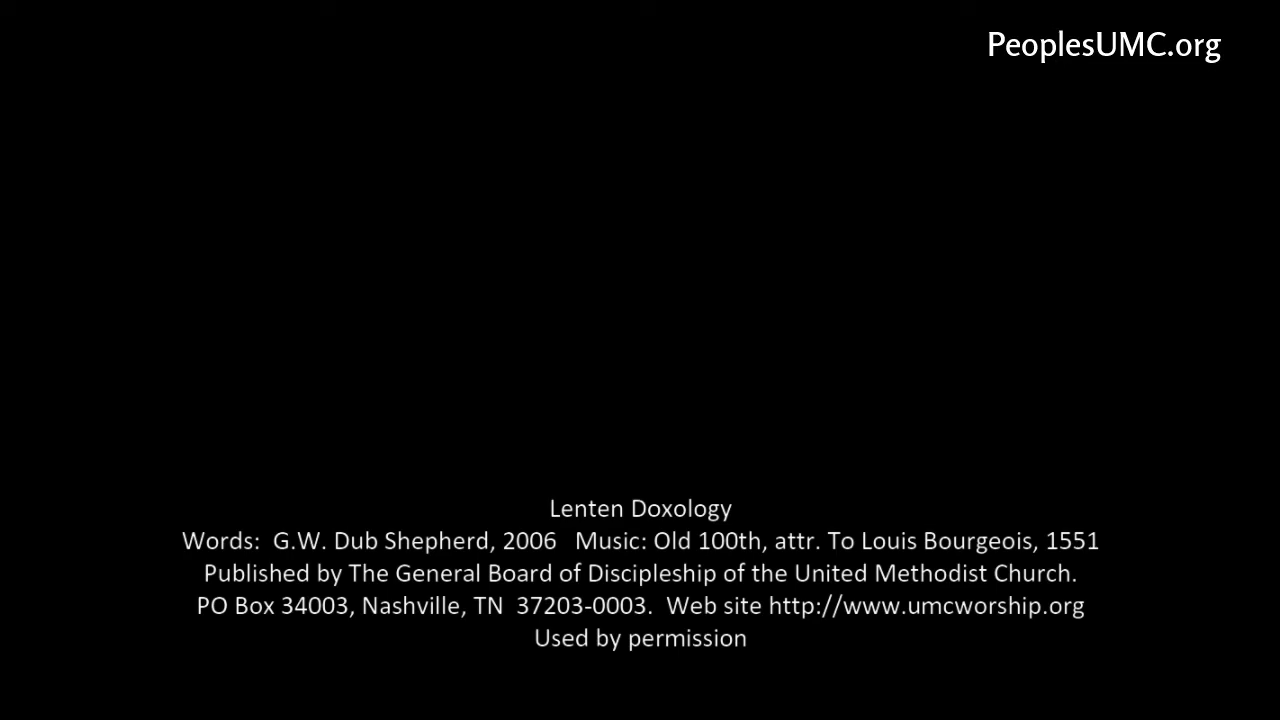 PeoplesUMC.org
Lenten Doxology
Words:  G.W. Dub Shepherd, 2006   Music: Old 100th, attr. To Louis Bourgeois, 1551
Published by The General Board of Discipleship of the United Methodist Church.
PO Box 34003, Nashville, TN  37203-0003.  Web site http://www.umcworship.org
Used by permission